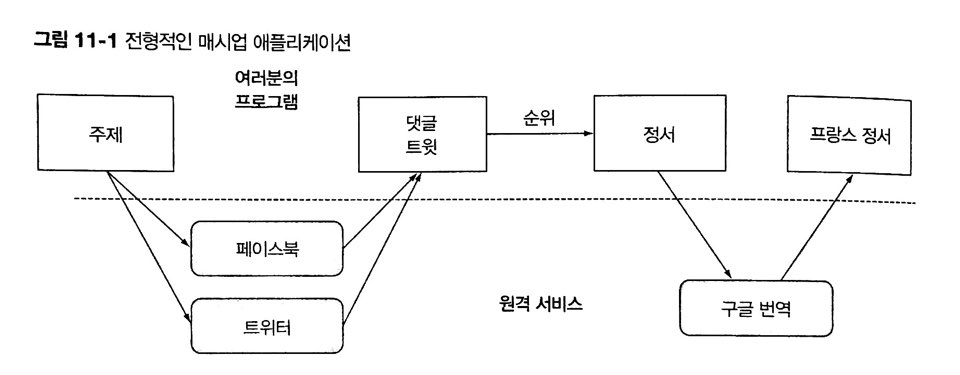 그림 11-1 전형적인 매시업 애플리케이션
여러분의
프로그램
주제
댓글
트윗
순위
정서
프랑스 정서
페이스북
트위터
원격 서비스
구글 번역